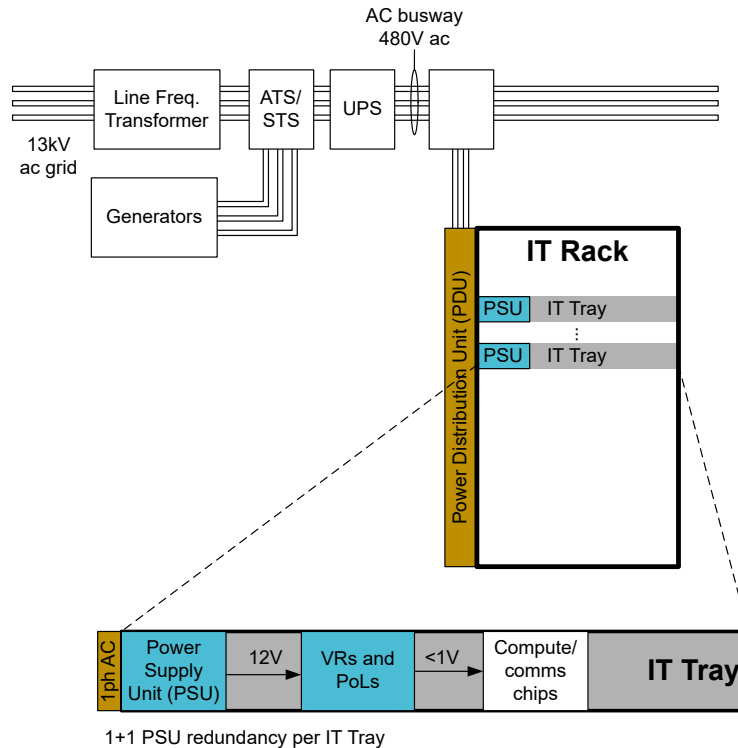 AC busway
480V ac
Line Freq.
Transformer
ATS/
STS
UPS
13kV
ac grid
Generators
Power Distribution Unit (PDU)
IT Rack
PSU
IT Tray
...
PSU
IT Tray
1ph AC
Power
Supply
Unit (PSU)
12V
VRs and
PoLs
<1V
Compute/
comms
chips
IT Tray
1+1 PSU redundancy per IT Tray